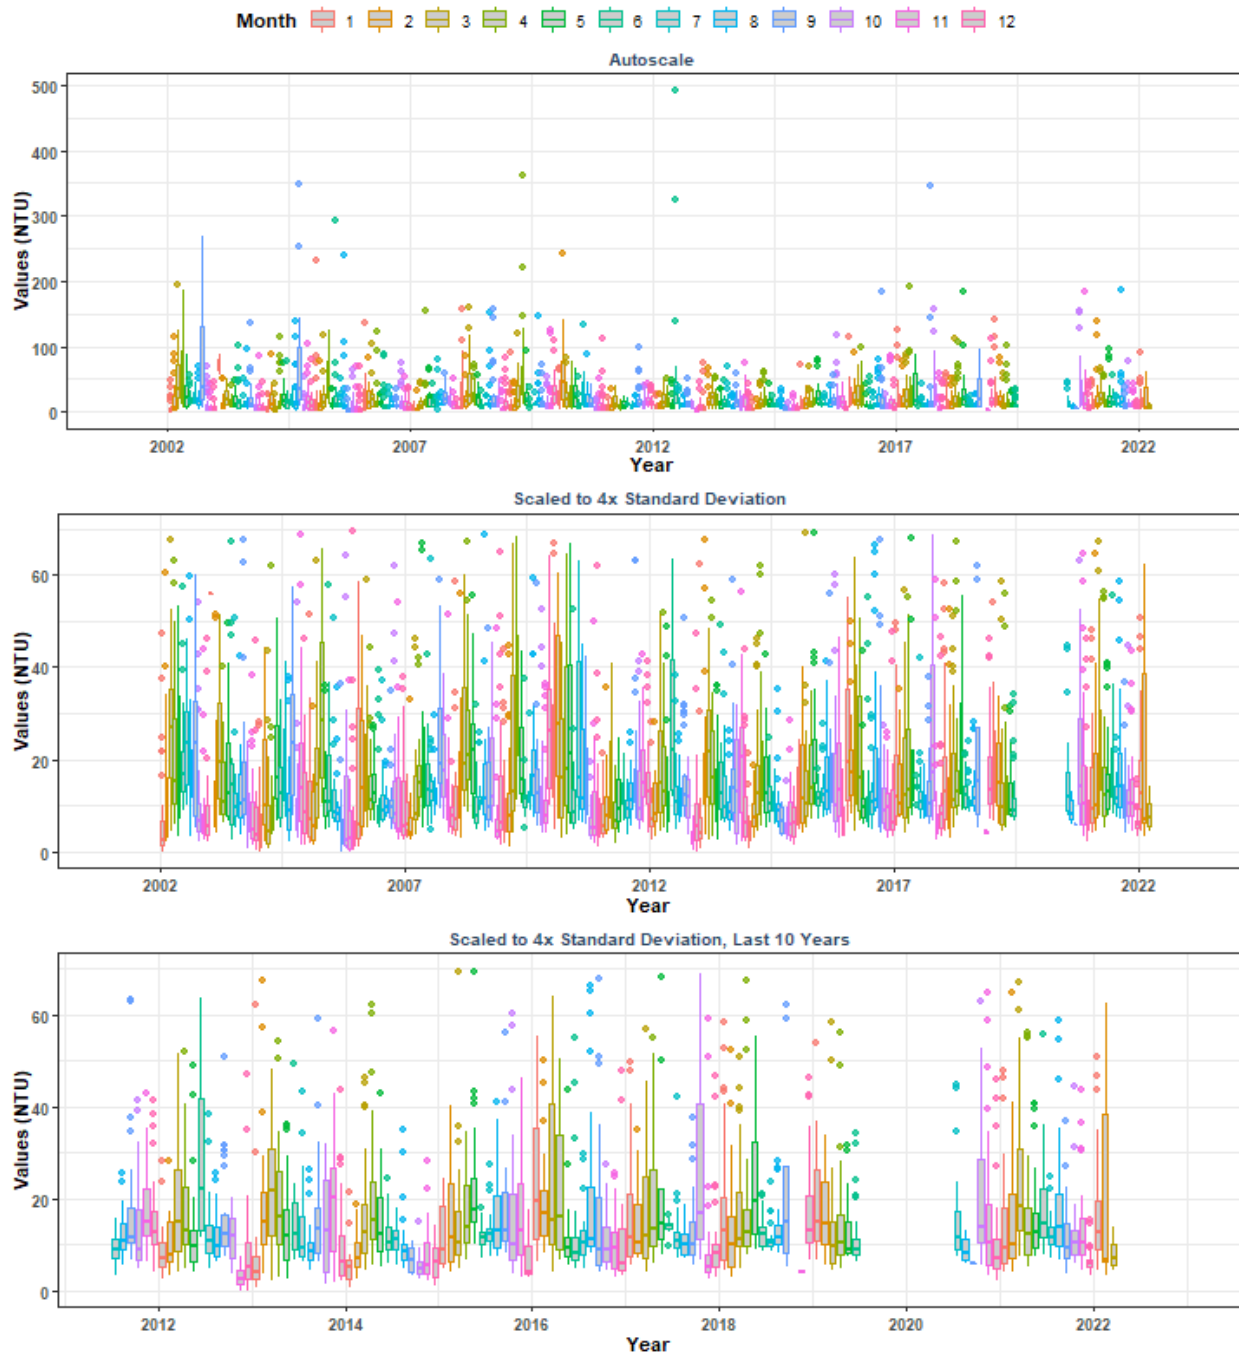 Month 1 2 3 4 5 6 7 8 9 10 11 12
Autoscale
500
400
300
200
100
0
Values (NTU)
2002 2007 2012 2017 2022
Year
Scaled to 4x Standard Deviation
60
40
20
0
Values (NTU)
2002 2007 2012 2017 2022
Year
Scaled to 4x Standard Deviation, Last 10 Years
60
40
20
0
Values (NTU)
2012 2014 2016 2018 2020 2022
Year